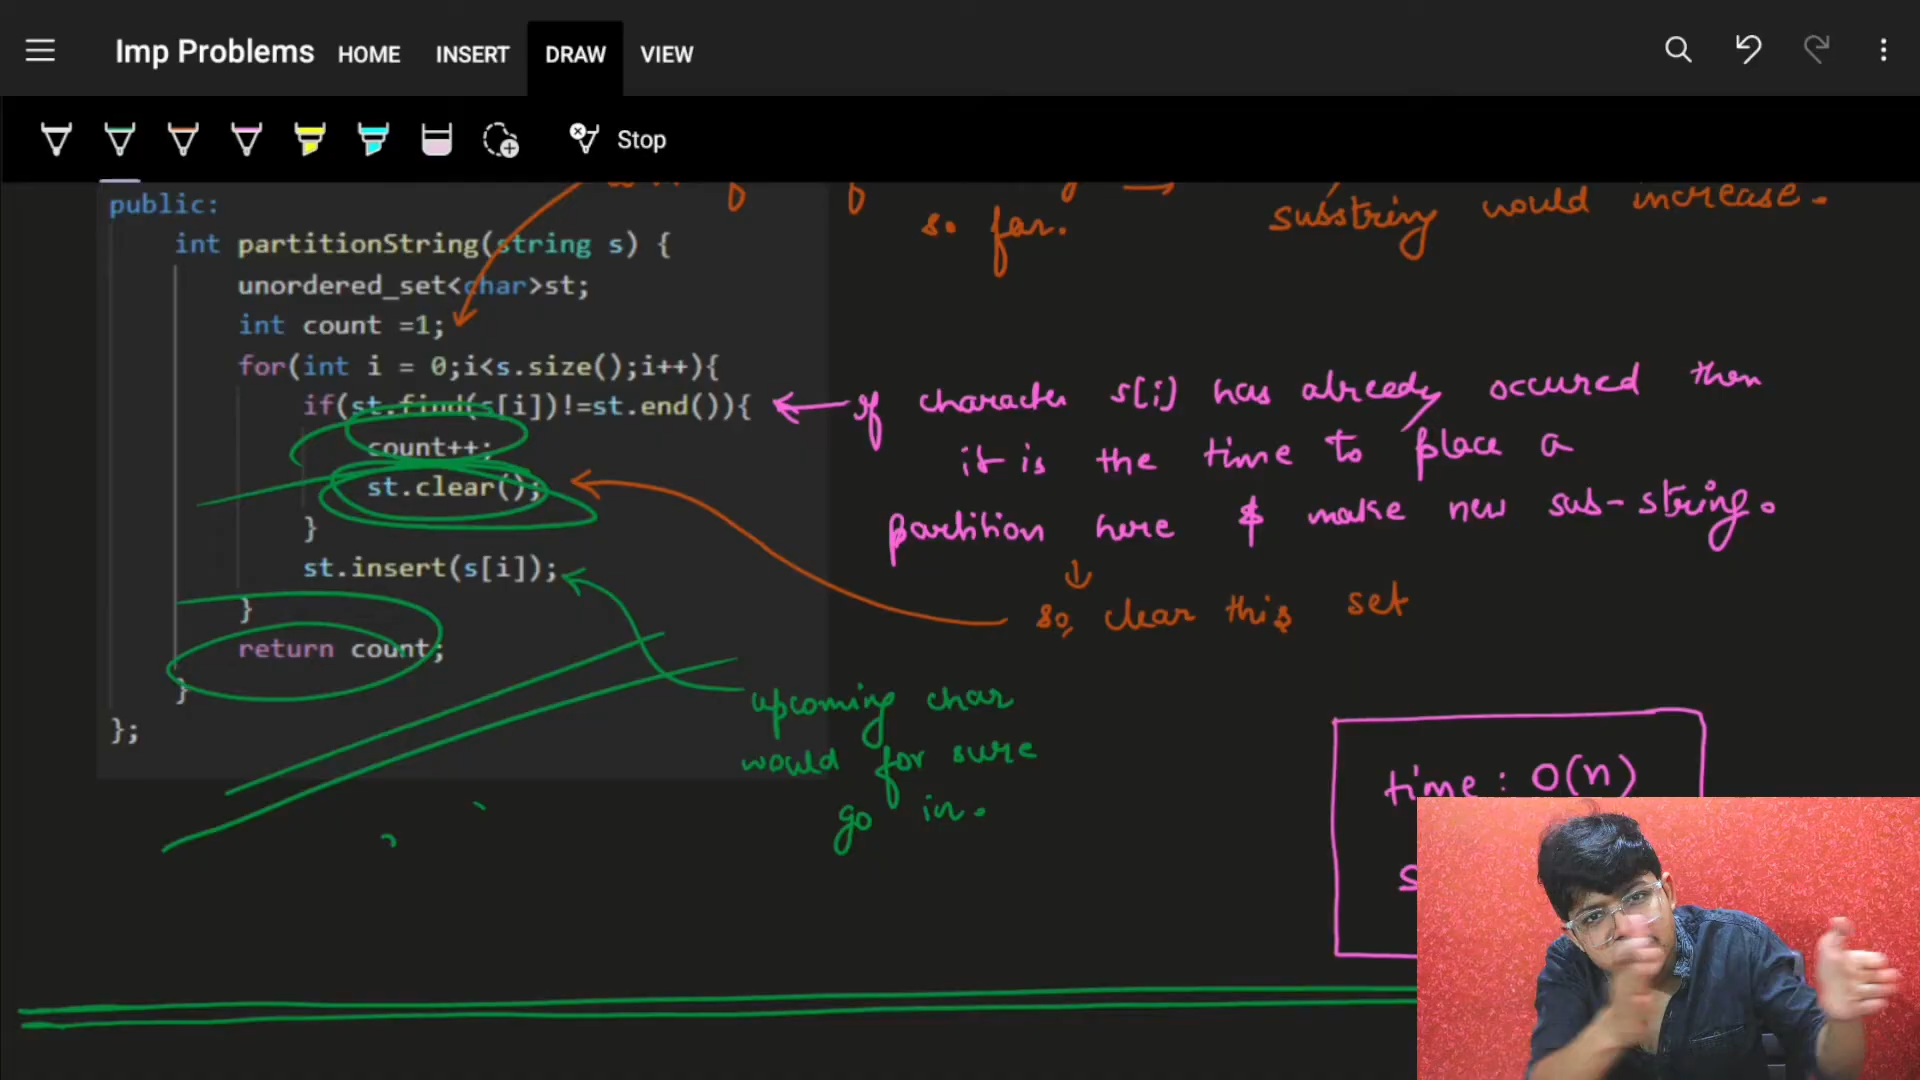 Imp Problems HOME INSERT DRAW VIEW
Stop
so far.
substring would increase.
public:
int partitionString(string s) {
unordered_set<char>st;
int count =1;
for(int i = 0;i<s.size();i++){
if(st.find(s[i])!=st.end()){
count++;
st.clear();
}
st.insert(s[i]);
}
return count;
}
};
If character s[i] has already occured then
it is the time to place a
partition here & make new sub-string.
so, clear this set
upcoming char
would for sure
go in.
time : O(n)
s